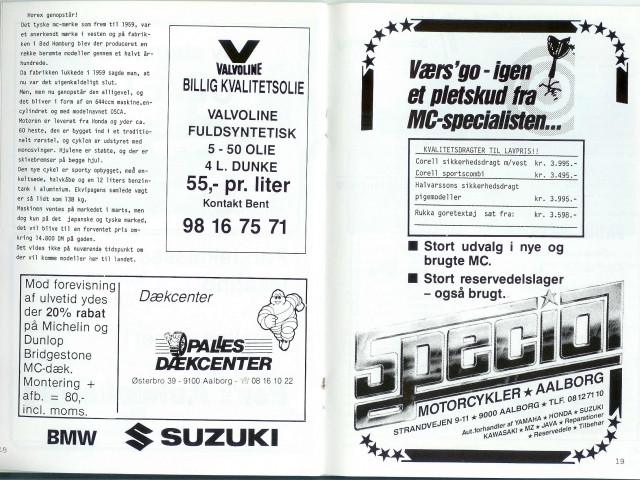 Horex genopstår!
Det tyske mc-mærke som frem til 1959, var
et anerkendt mærke i vesten og på fabrik-
ken i Bad Homburg blev der produceret en
række berømte modeller gennem et halvt år-
hundrede.
Da fabrikken lukkede i 1959 sagde man, at
nu var det uigenkaldeligt slut.
Men, men nu genopstår den alligevel, og
det bliver i form af en 644ccm maskine,en-
cylindret og med modelnavnet OSCA.
Motoren er leveret fra Honda og yder ca.
60 heste, den er bygget ind i et traditio-
nelt rørstel, og cyklen er udstyret med
monosvinger. Hjulene er støbte, og der er
skivebremser på begge hjul.
Den nye cykel er sporty opbygget, med en-
keltsæde, halvkåbe og en 12 liters benzin-
tank i aluminium. Ekvipagens samlede vægt
er så lidt som 138 kg.
Maskinen ventes på markedet i marts, men
dog kun på det japanske og tyske marked,
det vil blive til en forventet pris om-
kring 14.800 DM på gaden.
Det vides ikke på nuværende tidspunkt om
der vil komme modeller her til landet.
VALVOLINE
BILLIG KVALITETSOLIE
VALVOLINE
FULDSYNTETISK
5 - 50 OLIE
4 L. DUNKE
55,- pr. liter
Kontakt Bent
98 16 75 71
Mod forevisning
af ulvetid ydes
der 20% rabat
på Michelin og
Dunlop
Bridgestone
MC-dæk.
Montering +
afb. = 80,-
incl. moms.
Dækcenter
PALLES
DÆKCENTER
Østerbro 39 - 9100 Aalborg - ☏ 08 16 10 22
BMW SUZUKI
Værs'go - igen
et pletskud fra
MC-specialisten...
KVALITETSDRAGTER TIL LAVPRIS!!
Corell sikkerhedsdragt m/vest kr. 3.995.-
Corell sportscombi kr. 3.495.-
Halvarssons sikkerhedsdragt
pigemodeller kr. 3.995.-
Rukka goretextøj sæt fra: kr. 3.598.-
■ Stort udvalg i nye og
brugte MC.
■ Stort reservedelslager
– også brugt.
Special
MOTORCYKLER ★ AALBORG
STRANDVEJEN 9-11 ★ 9000 AALBORG ★ TLF. 08 12 71 10
Aut. forhandler af YAMAHA ★ HONDA ★ SUZUKI
KAWASAKI ★ MZ ★ JAVA ★ Reparationer
★ Reservedele ★ Tilbehør
19